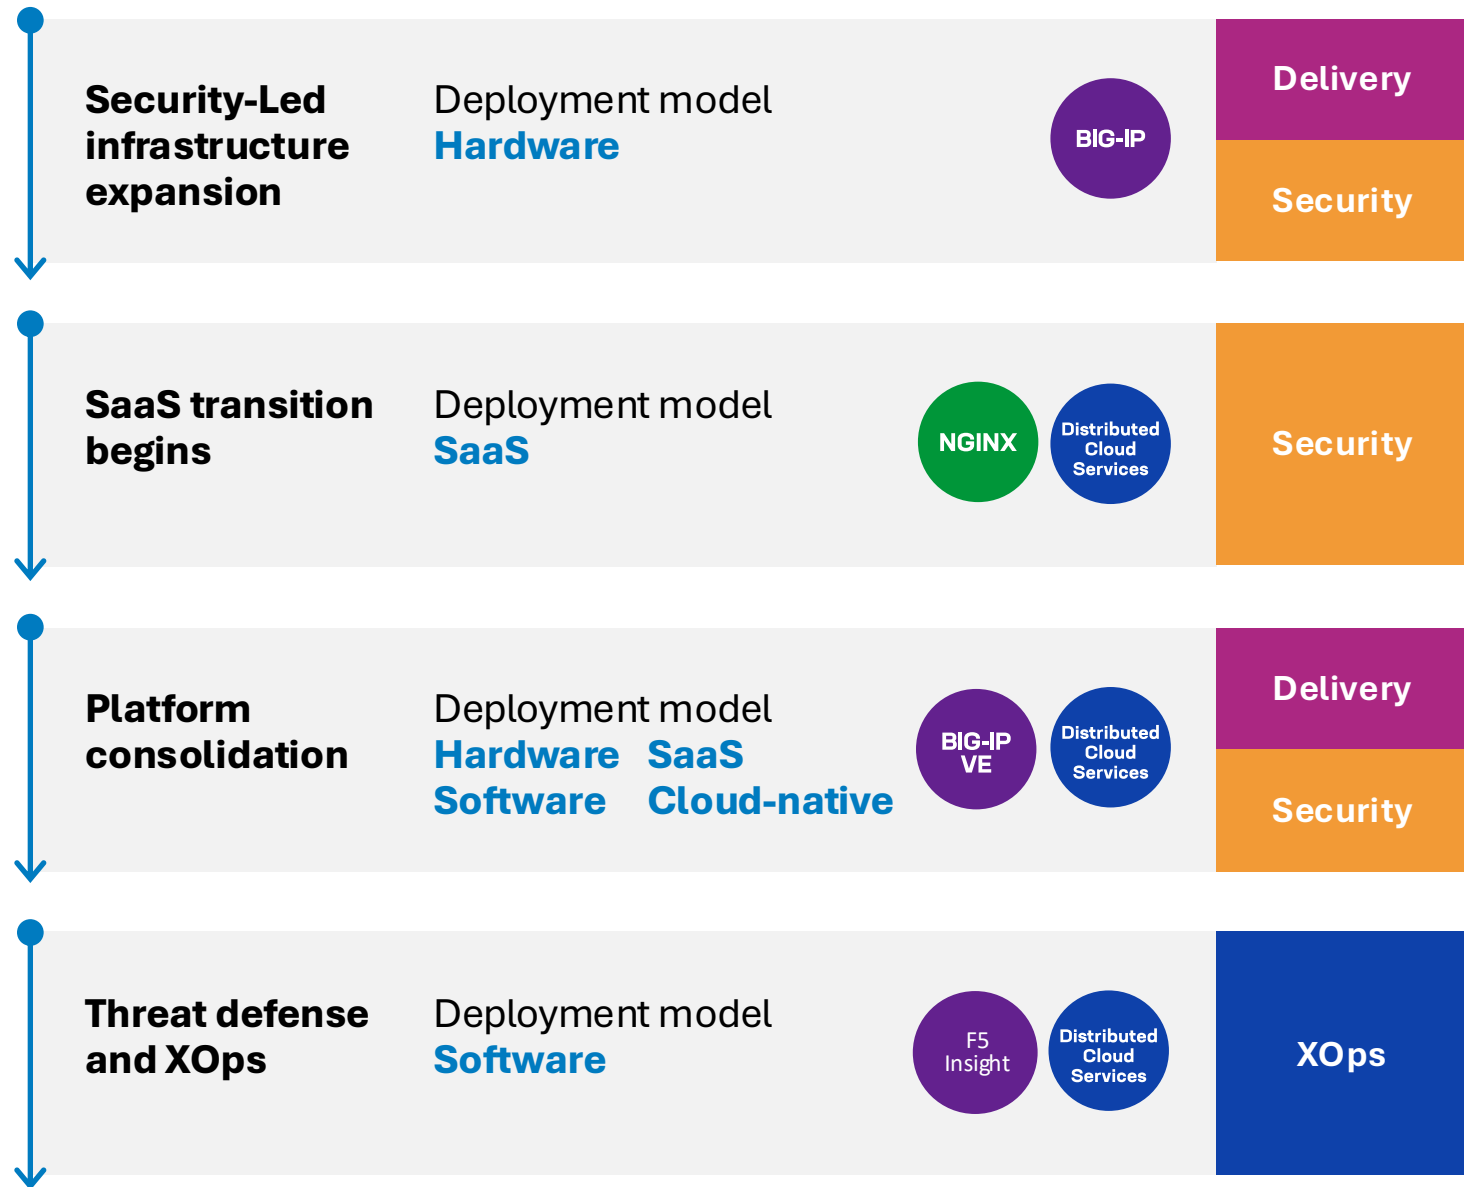 Security-Led
infrastructure
expansion
Deployment model
Hardware
BIG-IP
Delivery
Security
SaaS transition
begins
Deployment model
SaaS
NGINX
Distributed
Cloud
Services
Security
Platform
consolidation
Deployment model
Hardware SaaS
Software Cloud-native
BIG-IP
VE
Distributed
Cloud
Services
Delivery
Security
Threat defense
and XOps
Deployment model
Software
F5
Insight
Distributed
Cloud
Services
XOps